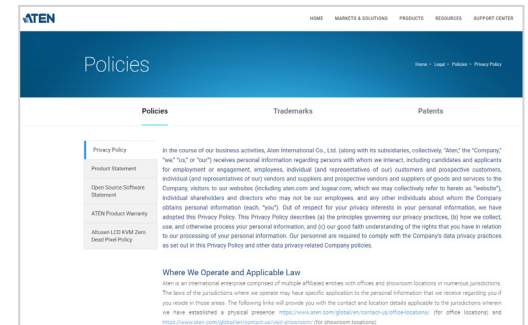 ATEN
HOME MARKETS & SOLUTIONS PRODUCTS RESOURCES SUPPORT CENTER
Policies
Home - Legal - Policies - Privacy Policy
Policies Trademarks Patents
Privacy Policy
Product Statement
Open Source Software
Statement
ATEN Product Warranty
Altusen LCD KVM Zero
Dead Pixel Policy
In the course of our business activities, Aten International Co., Ltd. (along with its subsidiaries, collectively, "Aten," the "Company,"
"we," "us," or "our") receives personal information regarding persons with whom we interact, including candidates and applicants
for employment or engagement, employees, individual (and representatives of our) customers and prospective customers,
individual (and representatives of our) vendors and suppliers and prospective vendors and suppliers of goods and services to the
Company, visitors to our websites (including aten.com and iogear.com, which we may collectively refer to herein as "website"),
individual shareholders and directors who may not be our employees, and any other individuals about whom the Company
obtains personal information (each, "you"). Out of respect for your privacy interests in your personal information, we have
adopted this Privacy Policy. This Privacy Policy describes (a) the principles governing our privacy practices, (b) how we collect,
use, and otherwise process your personal information, and (c) our good faith understanding of the rights that you have in relation
to our processing of your personal information. Our personnel are required to comply with the Company's data privacy practices
as set out in this Privacy Policy and other data privacy-related Company policies.
Where We Operate and Applicable Law
Aten is an international enterprise comprised of multiple affiliated entities with offices and showroom locations in numerous jurisdictions.
The laws of the jurisdictions where we operate may have specific application to the personal information that we receive regarding you if
you reside in those areas. The following links will provide you with the contact and location details applicable to the jurisdictions wherein
we have established a physical presence: https://www.aten.com/global/en/contact-us/office-locations/ (for office locations) and
https://www.aten.com/global/en/contact-us/visit-showroom/ (for showroom locations).